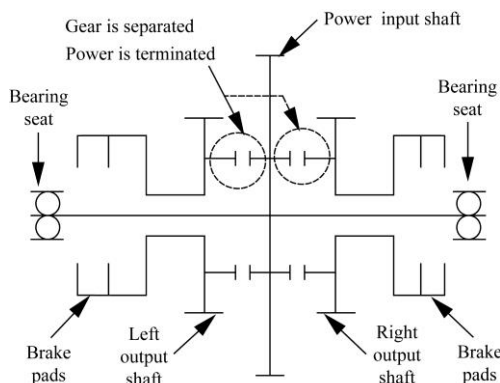 Gear is separated
Power is terminated
Power input shaft
Bearing
seat
Bearing
seat
Brake
pads
Left
output
shaft
Right
output
shaft
Brake
pads